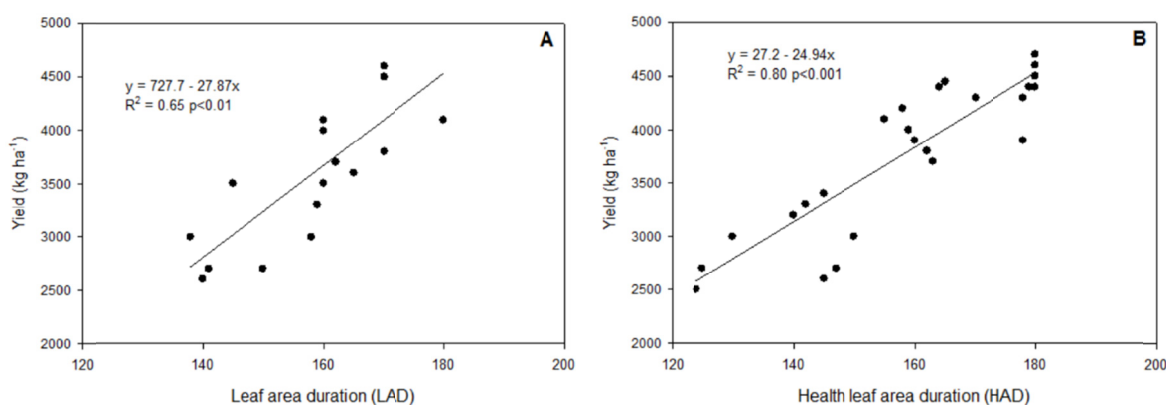 A
y = 727.7 - 27.87x
R² = 0.65 p<0.01
5000
4500
4000
3500
3000
2500
2000
Yield (kg ha⁻¹)
120 140 160 180 200
Leaf area duration (LAD)
B
y = 27.2 - 24.94x
R² = 0.80 p<0.001
5000
4500
4000
3500
3000
2500
2000
Yield (kg ha⁻¹)
120 140 160 180 200
Health leaf area duration (HAD)